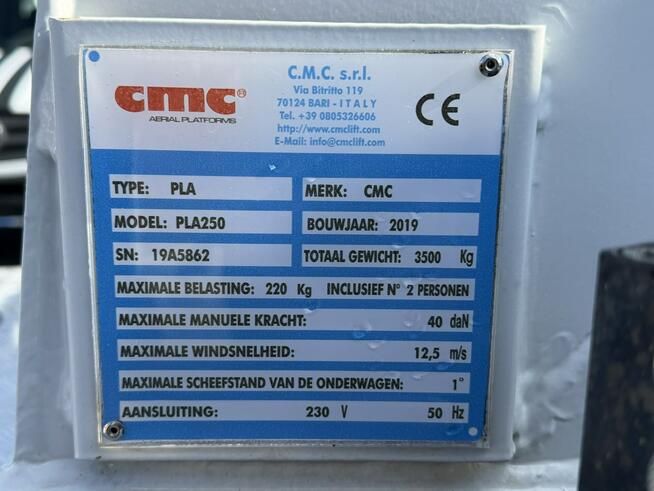 cmc®
AERIAL PLATFORMS
C.M.C. s.r.l.
Via Bitritto 119
70124 BARI - ITALY
Tel. +39 0805326606
http://www.cmclift.com
E-Mail: info@cmclift.com
CE
TYPE: PLA
MERK: CMC
MODEL: PLA250
BOUWJAAR: 2019
SN: 19A5862
TOTAAL GEWICHT: 3500 Kg
MAXIMALE BELASTING: 220 Kg INCLUSIEF N° 2 PERSONEN
MAXIMALE MANUELE KRACHT: 40 daN
MAXIMALE WINDSNELHEID: 12,5 m/s
MAXIMALE SCHEEFSTAND VAN DE ONDERWAGEN: 1°
AANSLUITING: 230 V 50 Hz